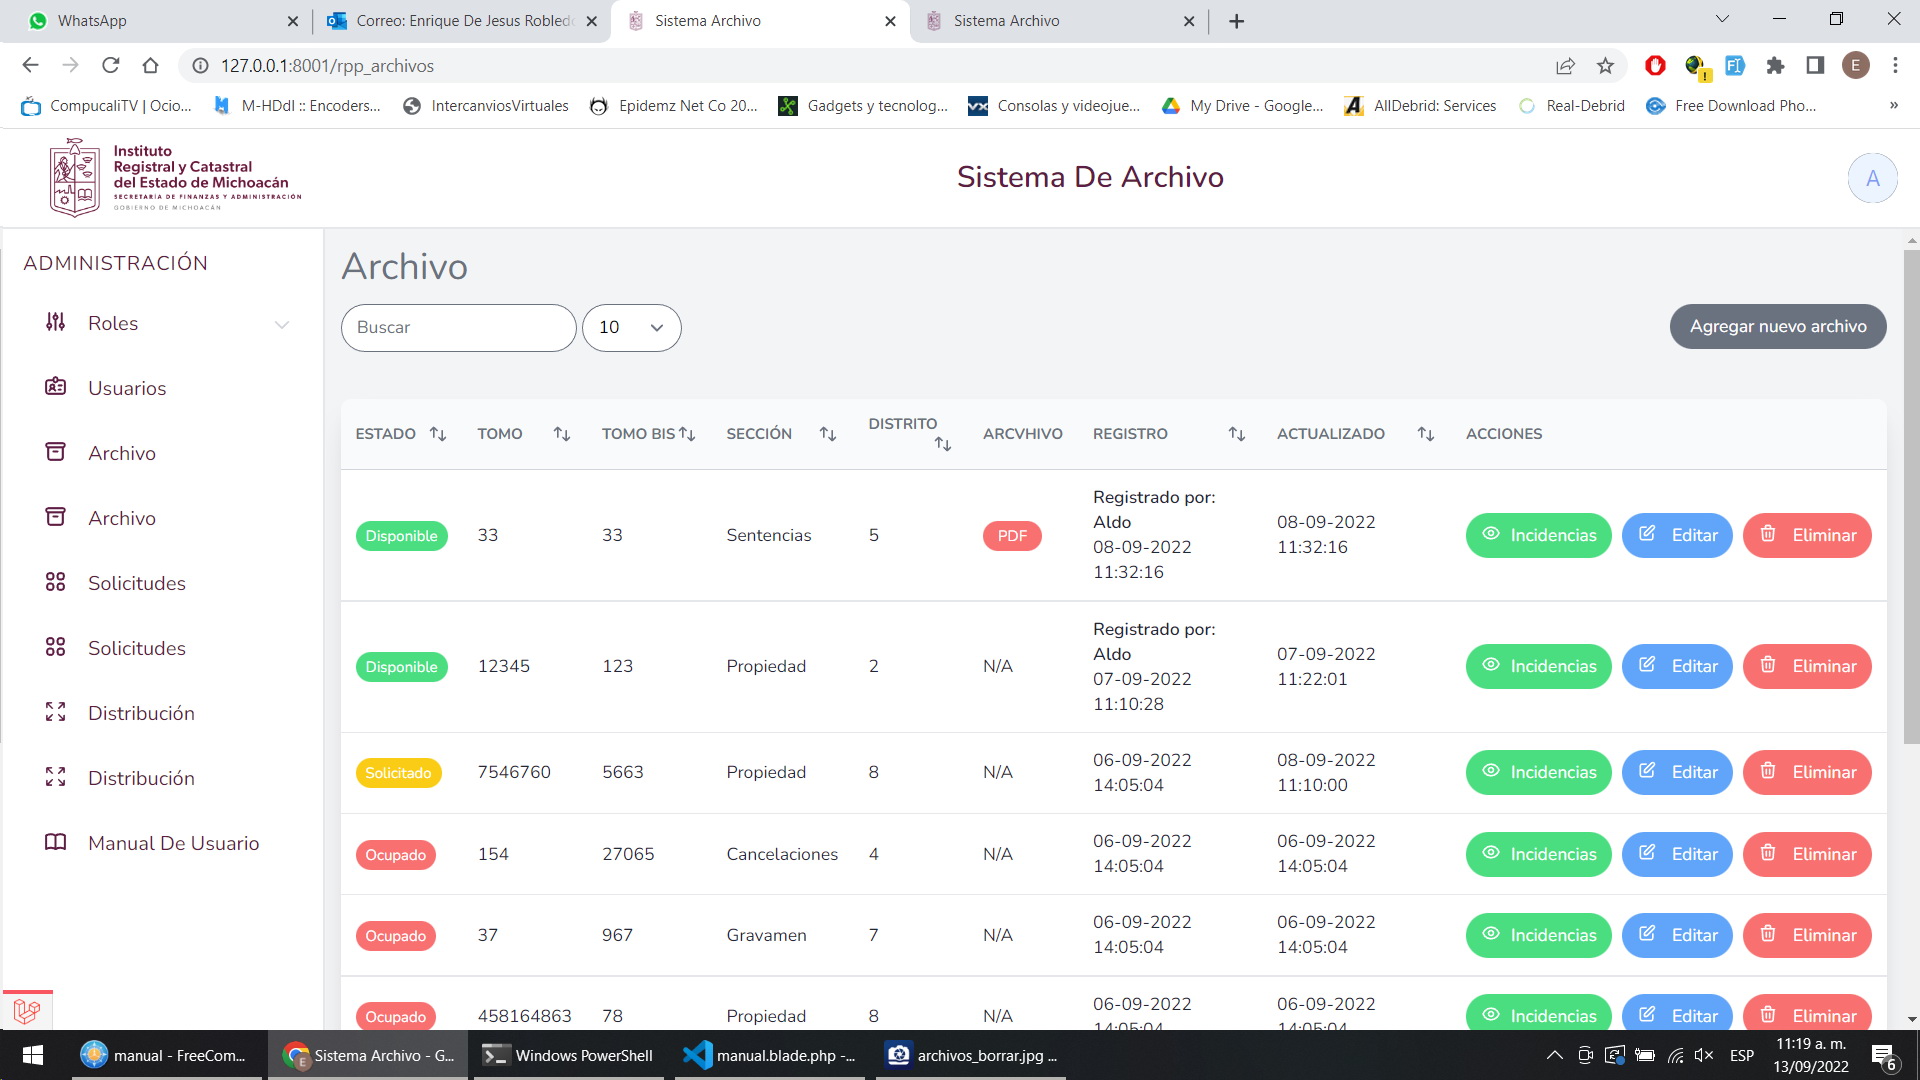 WhatsApp
Correo: Enrique De Jesus Robledo
Sistema Archivo
Sistema Archivo
127.0.0.1:8001/rpp_archivos
E
CompucaliTV | Ocio...
M-HDdl :: Encoders...
IntercanviosVirtuales
Epidemz Net Co 20...
Gadgets y tecnolog...
Consolas y videojue...
My Drive - Google...
AllDebrid: Services
Real-Debrid
Free Download Pho...
»
Instituto
Registral y Catastral
del Estado de Michoacán
SECRETARÍA DE FINANZAS Y ADMINISTRACIÓN
GOBIERNO DE MICHOACÁN
Sistema De Archivo
A
ADMINISTRACIÓN
Roles
Usuarios
Archivo
Archivo
Solicitudes
Solicitudes
Distribución
Distribución
Manual De Usuario
Archivo
Buscar
10
Agregar nuevo archivo
ESTADO TOMO TOMO BIS SECCIÓN DISTRITO ARCVHIVO REGISTRO ACTUALIZADO ACCIONES
Disponible 33 33 Sentencias 5 PDF Registrado por: Aldo 08-09-2022 11:32:16 08-09-2022 11:32:16 Incidencias Editar Eliminar
Disponible 12345 123 Propiedad 2 N/A Registrado por: Aldo 07-09-2022 11:10:28 07-09-2022 11:22:01 Incidencias Editar Eliminar
Solicitado 7546760 5663 Propiedad 8 N/A 06-09-2022 14:05:04 08-09-2022 11:10:00 Incidencias Editar Eliminar
Ocupado 154 27065 Cancelaciones 4 N/A 06-09-2022 14:05:04 06-09-2022 14:05:04 Incidencias Editar Eliminar
Ocupado 37 967 Gravamen 7 N/A 06-09-2022 14:05:04 06-09-2022 14:05:04 Incidencias Editar Eliminar
Ocupado 458164863 78 Propiedad 8 N/A 06-09-2022 14:05:04 06-09-2022 14:05:04 Incidencias Editar Eliminar
manual - FreeCom...
Sistema Archivo - G...
Windows PowerShell
manual.blade.php -...
archivos_borrar.jpg ...
ESP
11:19 a. m.
13/09/2022
6